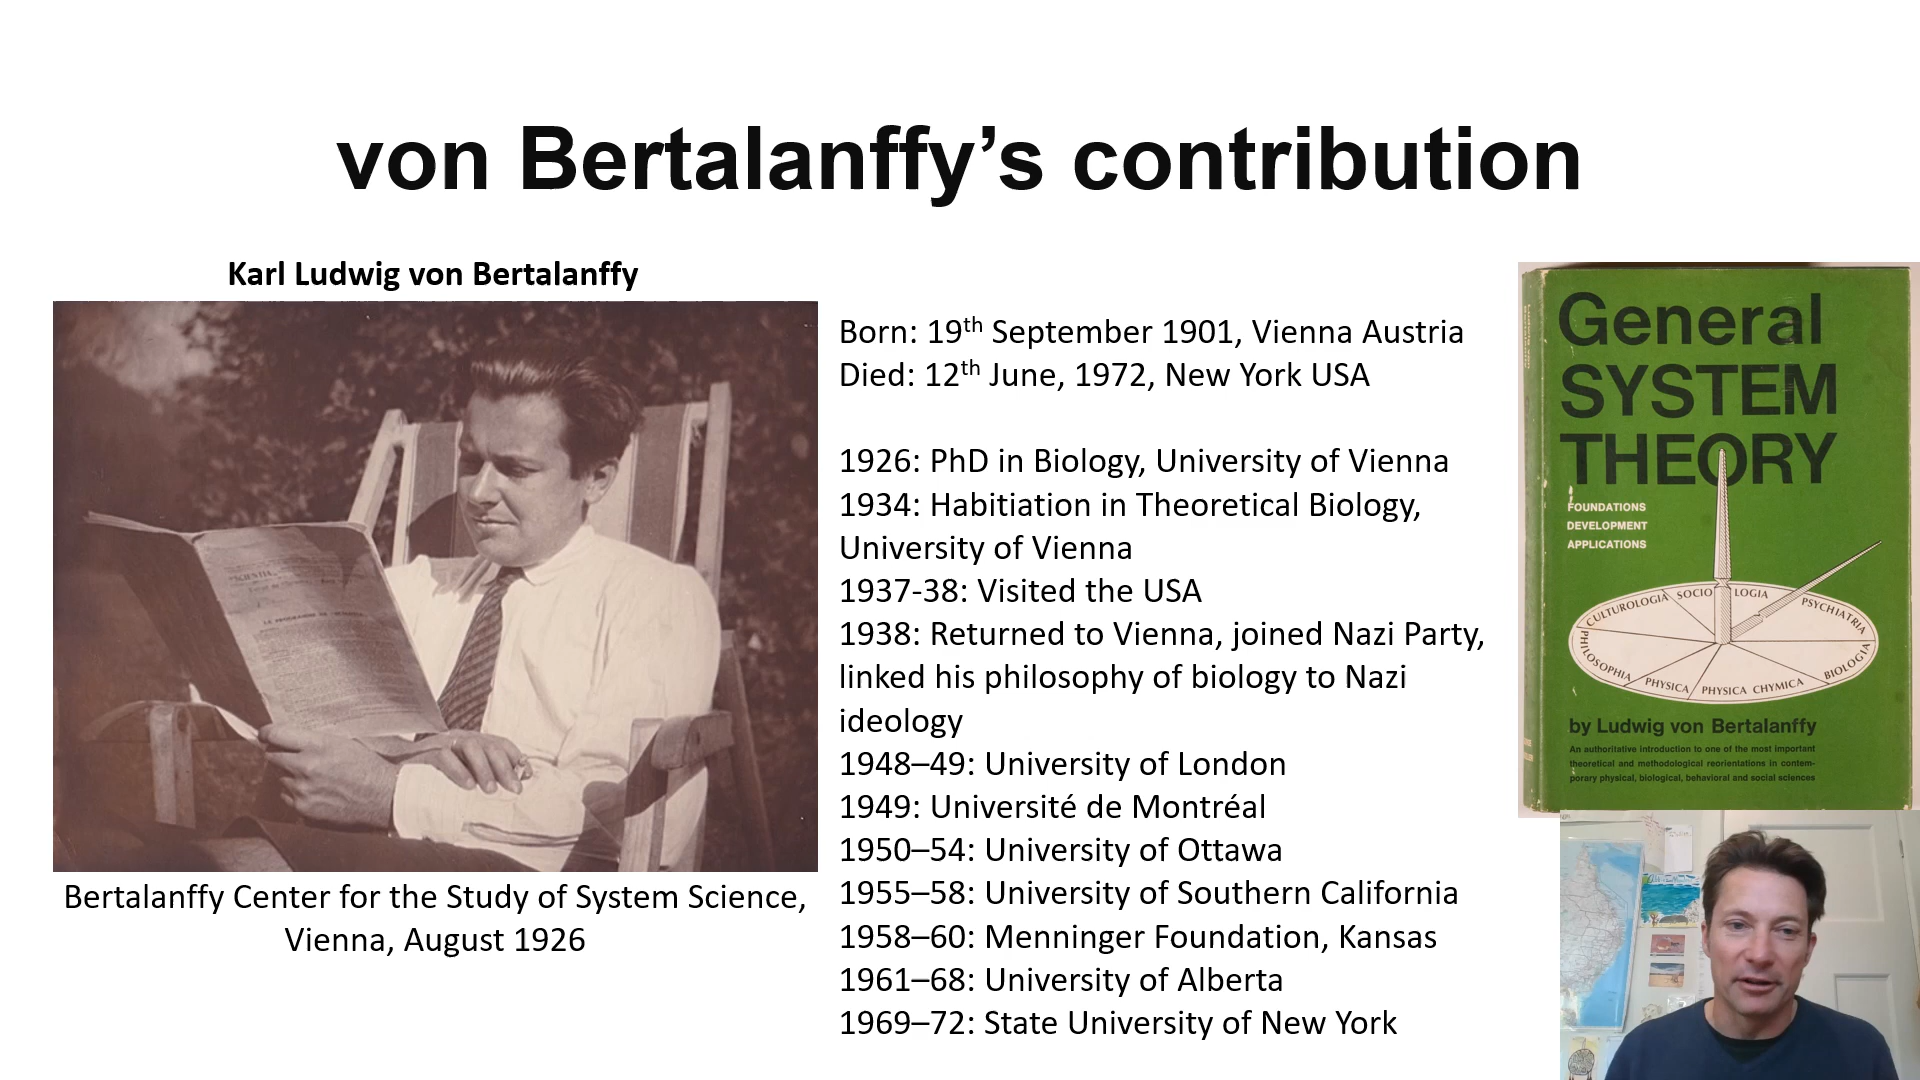 von Bertalanffy’s contribution
Karl Ludwig von Bertalanffy
Bertalanffy Center for the Study of System Science,
Vienna, August 1926
Born: 19th September 1901, Vienna Austria
Died: 12th June, 1972, New York USA
1926: PhD in Biology, University of Vienna
1934: Habitiation in Theoretical Biology,
University of Vienna
1937-38: Visited the USA
1938: Returned to Vienna, joined Nazi Party,
linked his philosophy of biology to Nazi
ideology
1948–49: University of London
1949: Université de Montréal
1950–54: University of Ottawa
1955–58: University of Southern California
1958–60: Menninger Foundation, Kansas
1961–68: University of Alberta
1969–72: State University of New York
General
SYSTEM
THEORY
FOUNDATIONS
DEVELOPMENT
APPLICATIONS
CULTUROLOGIA
SOCIO LOGIA
PSYCHIATRIA
PHILOSOPHIA
PHYSICA
PHYSICA CHYMICA
BIOLOGIA
by Ludwig von Bertalanffy
An authoritative introduction to one of the most important
theoretical and methodological reorientations in contem-
porary physical, biological, behavioral and social sciences